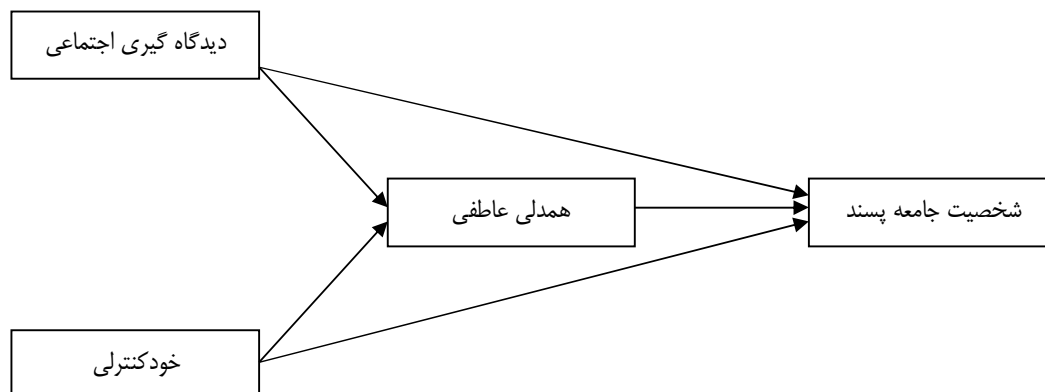 دیدگاه گیری اجتماعی
همدلی عاطفی
شخصیت جامعه پسند
خودکنترلی